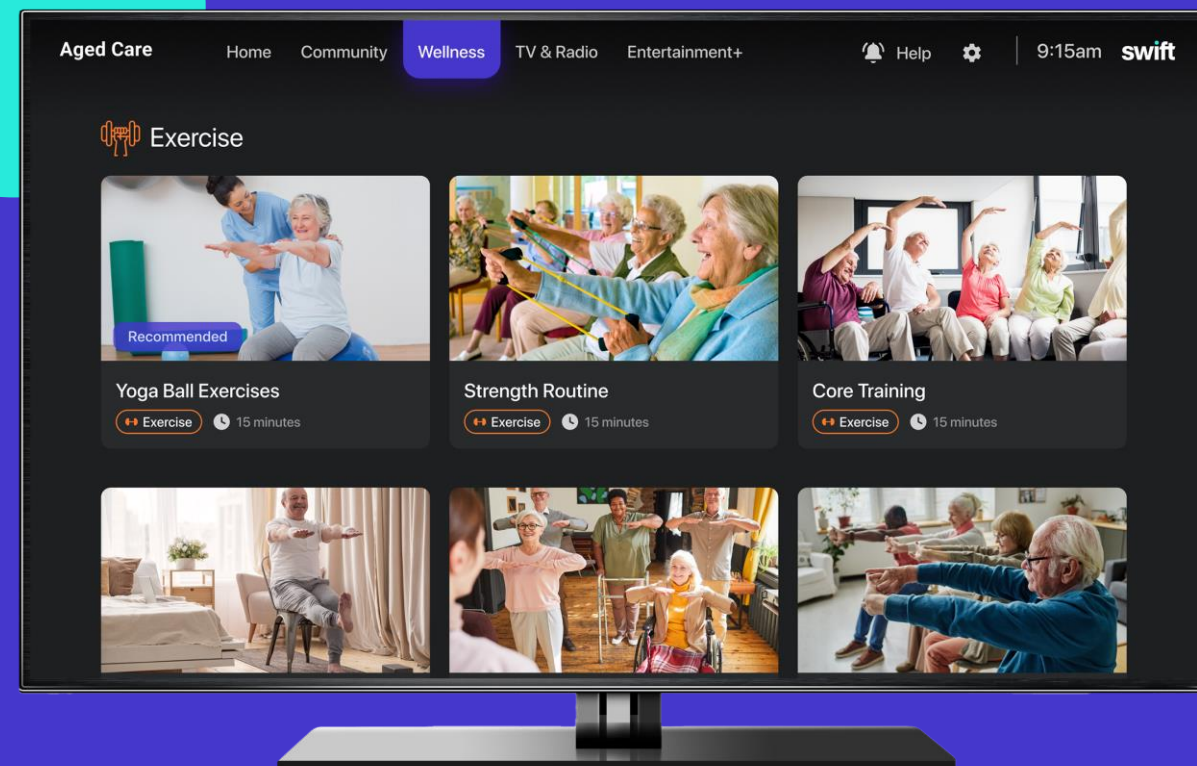 Aged Care Home Community Wellness TV & Radio Entertainment+ Help 9:15am swift
Exercise
Recommended
Yoga Ball Exercises
Exercise 15 minutes
Strength Routine
Exercise 15 minutes
Core Training
Exercise 15 minutes